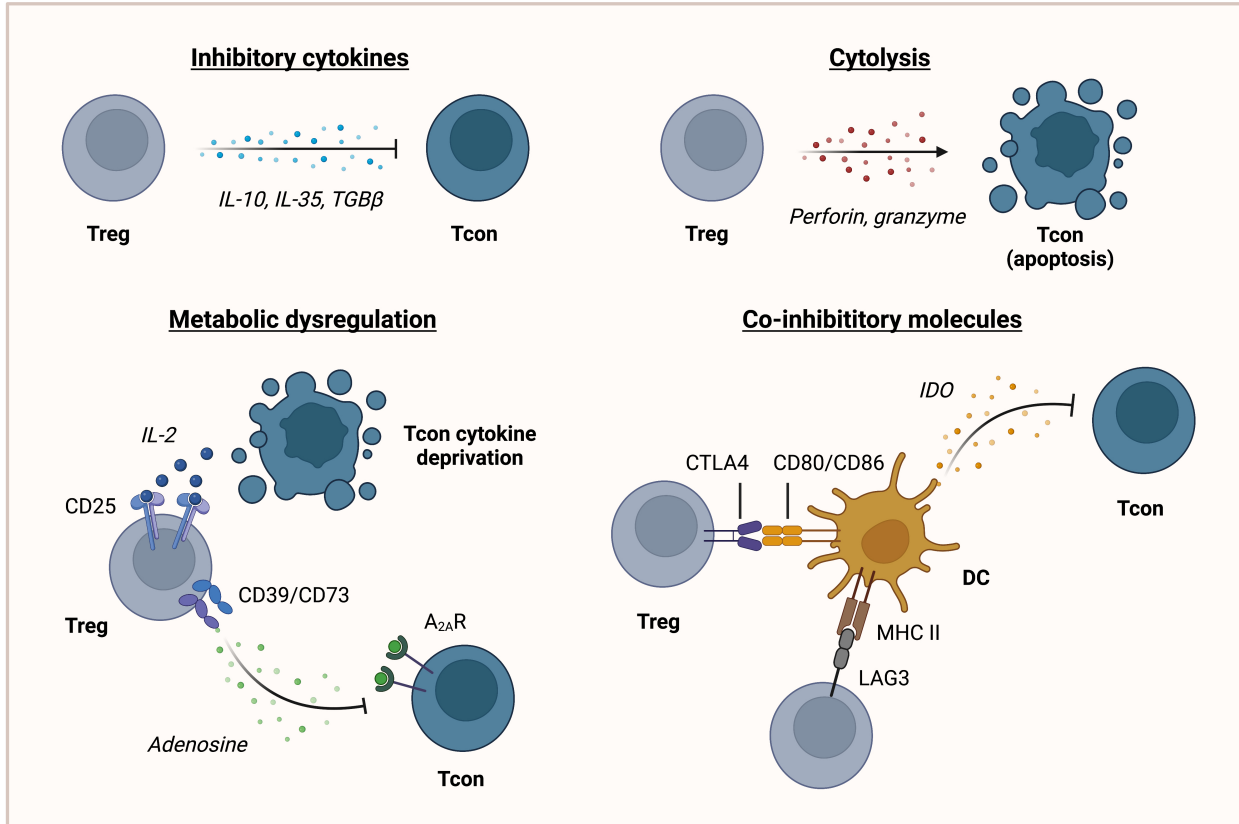 Inhibitory cytokines
IL-10, IL-35, TGBβ
Treg
Tcon
Cytolysis
Perforin, granzyme
Treg
Tcon
(apoptosis)
Metabolic dysregulation
IL-2
Tcon cytokine
deprivation
CD25
CD39/CD73
Treg
A2AR
Adenosine
Tcon
Co-inhibititory molecules
IDO
CTLA4
CD80/CD86
Tcon
DC
Treg
MHC II
LAG3